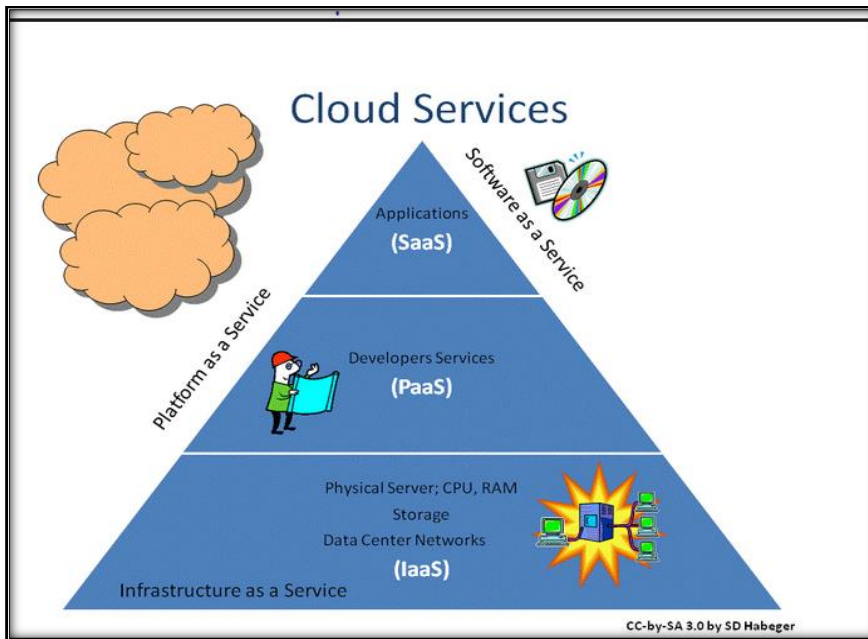 Cloud Services
Software as a Service
Applications
(SaaS)
Platform as a Service
Developers Services
(PaaS)
Physical Server; CPU, RAM
Storage
Data Center Networks
(IaaS)
Infrastructure as a Service
CC-by-SA 3.0 by SD Habeger